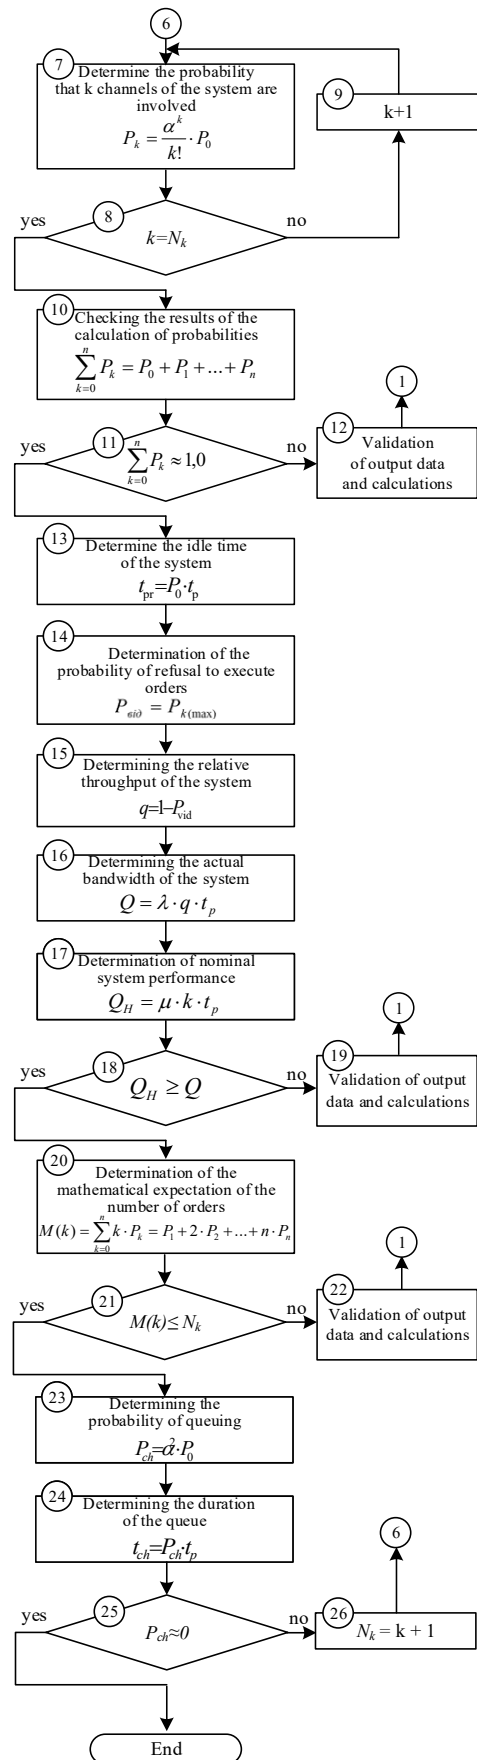 6
7
Determine the probability
that k channels of the system are
involved
P_k = α^k / k! · P_0
9
k+1
8
yes
no
k=N_k
10
Checking the results of the
calculation of probabilities
∑_{k=0}^{n} P_k = P_0 + P_1 + ... + P_n
1
11
yes
no
∑_{k=0}^{n} P_k ≈ 1,0
12
Validation
of output data
and calculations
13
Determine the idle time
of the system
t_pr=P_0·t_p
14
Determination of the
probability of refusal to execute
orders
P_від = P_k(max)
15
Determining the relative
throughput of the system
q=1−P_vid
16
Determining the actual
bandwidth of the system
Q = λ · q · t_p
17
Determination of nominal
system performance
Q_H = μ · k · t_p
1
18
yes
no
Q_H ≥ Q
19
Validation of output
data and calculations
20
Determination of the
mathematical expectation of the
number of orders
M(k) = ∑_{k=0}^{n} k · P_k = P_1 + 2 · P_2 + ... + n · P_n
1
21
yes
no
M(k)≤ N_k
22
Validation of output
data and calculations
23
Determining the
probability of queuing
P_ch=α²·P_0
24
Determining the duration
of the queue
t_ch=P_ch·t_p
6
25
yes
no
P_ch≈0
26
N_k = k + 1
End